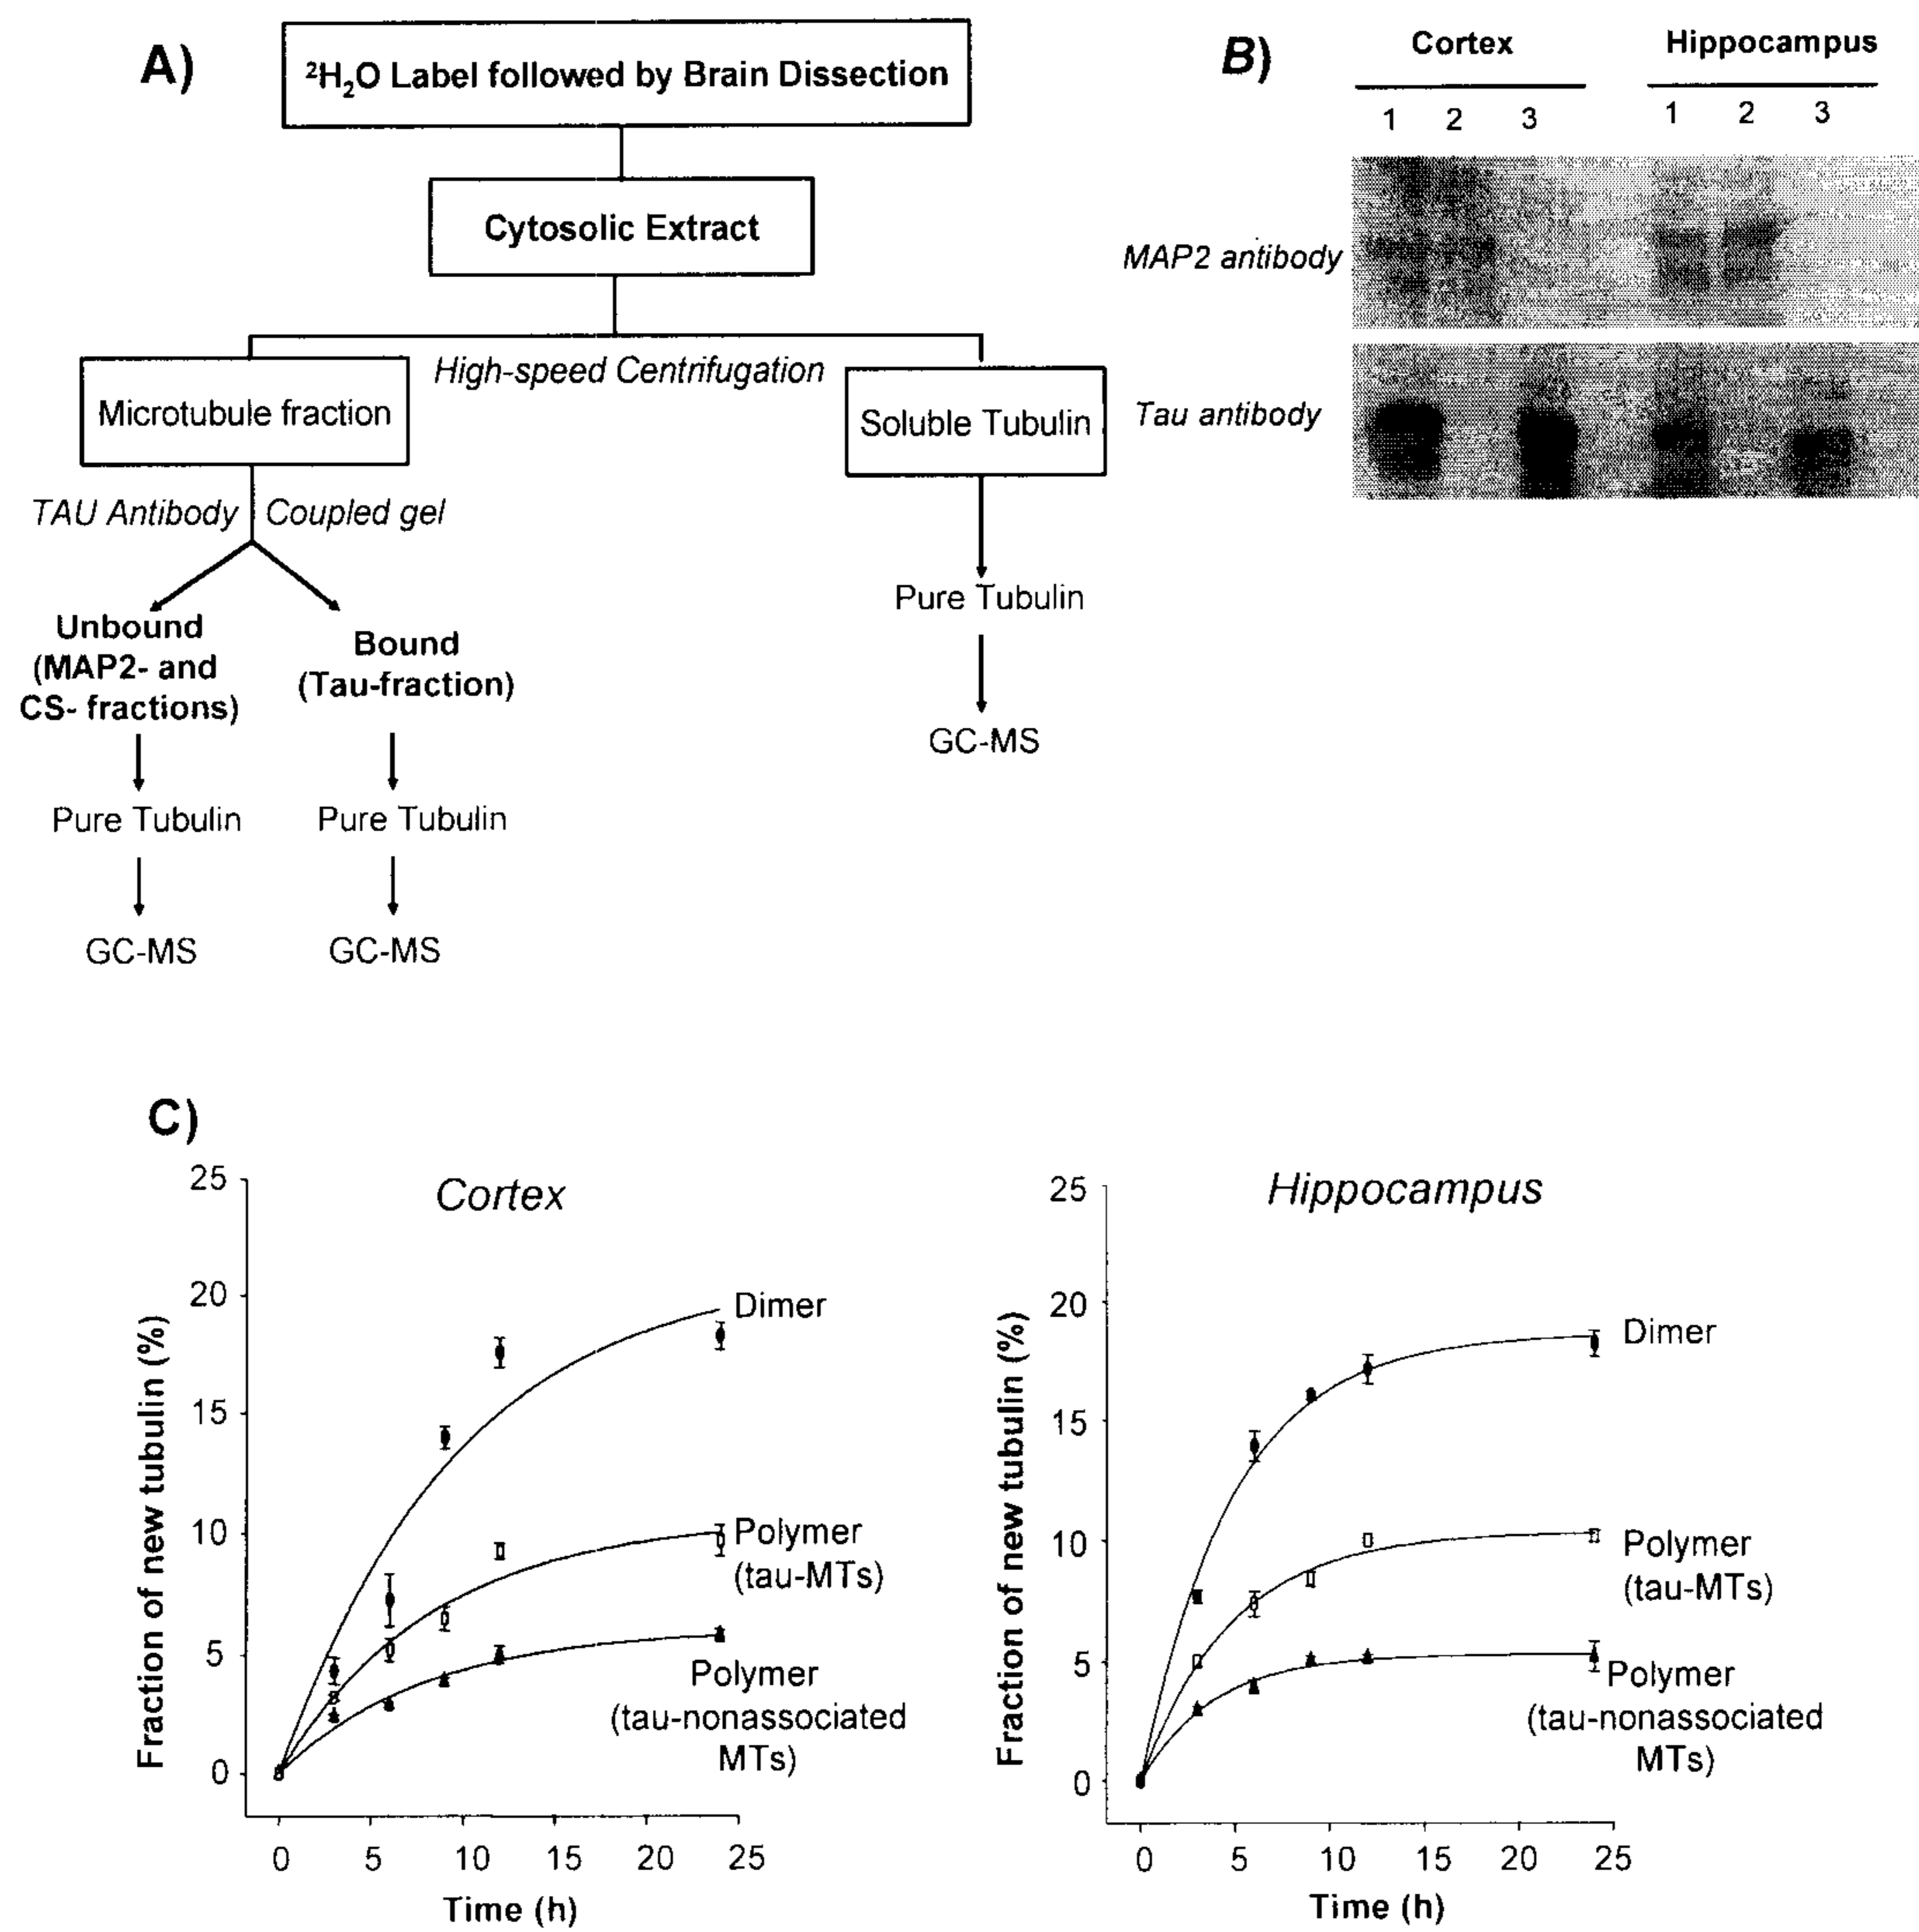 A)
²H₂O Label followed by Brain Dissection
Cytosolic Extract
High-speed Centrifugation
Microtubule fraction
Soluble Tubulin
TAU Antibody Coupled gel
Unbound
(MAP2- and
CS- fractions)
Bound
(Tau-fraction)
Pure Tubulin
GC-MS
Pure Tubulin
GC-MS
Pure Tubulin
GC-MS
B)
Cortex
Hippocampus
1 2 3
1 2 3
MAP2 antibody
Tau antibody
C)
Cortex
Fraction of new tubulin (%)
25
20
15
10
5
0
Dimer
Polymer
(tau-MTs)
Polymer
(tau-nonassociated
MTs)
0 5 10 15 20 25
Time (h)
Hippocampus
Fraction of new tubulin (%)
25
20
15
10
5
0
Dimer
Polymer
(tau-MTs)
Polymer
(tau-nonassociated
MTs)
0 5 10 15 20 25
Time (h)